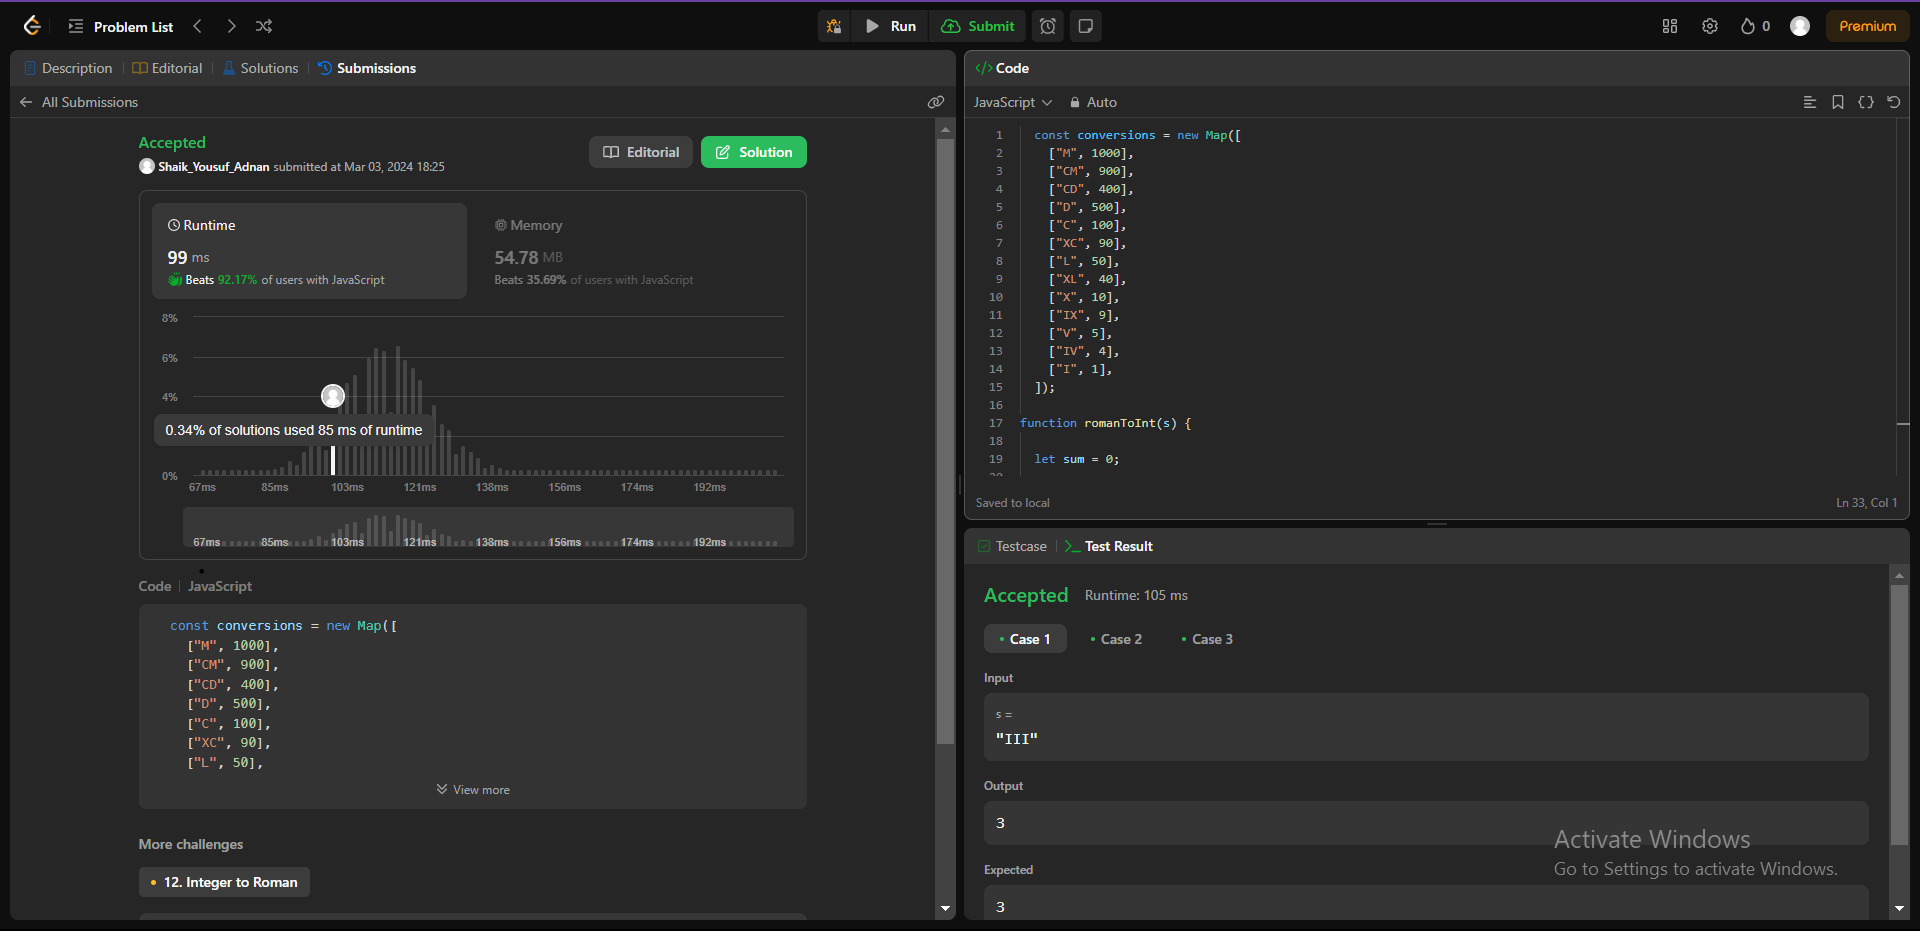 Problem List
Run
Submit
0
Premium
Description
Editorial
Solutions
Submissions
All Submissions
Accepted
Shaik_Yousuf_Adnan submitted at Mar 03, 2024 18:25
Editorial
Solution
Runtime
99 ms
Beats 92.17% of users with JavaScript
Memory
54.78 MB
Beats 35.69% of users with JavaScript
8%
6%
4%
0.34% of solutions used 85 ms of runtime
0%
67ms 85ms 103ms 121ms 138ms 156ms 174ms 192ms
67ms 85ms 103ms 121ms 138ms 156ms 174ms 192ms
Code | JavaScript
const conversions = new Map([
["M", 1000],
["CM", 900],
["CD", 400],
["D", 500],
["C", 100],
["XC", 90],
["L", 50],
View more
More challenges
12. Integer to Roman
</> Code
JavaScript
Auto
1 const conversions = new Map([
2 ["M", 1000],
3 ["CM", 900],
4 ["CD", 400],
5 ["D", 500],
6 ["C", 100],
7 ["XC", 90],
8 ["L", 50],
9 ["XL", 40],
10 ["X", 10],
11 ["IX", 9],
12 ["V", 5],
13 ["IV", 4],
14 ["I", 1],
15 ]);
16
17 function romanToInt(s) {
18
19 let sum = 0;
Saved to local
Ln 33, Col 1
Testcase
Test Result
Accepted
Runtime: 105 ms
Case 1
Case 2
Case 3
Input
s =
"III"
Output
3
Expected
3
Activate Windows
Go to Settings to activate Windows.